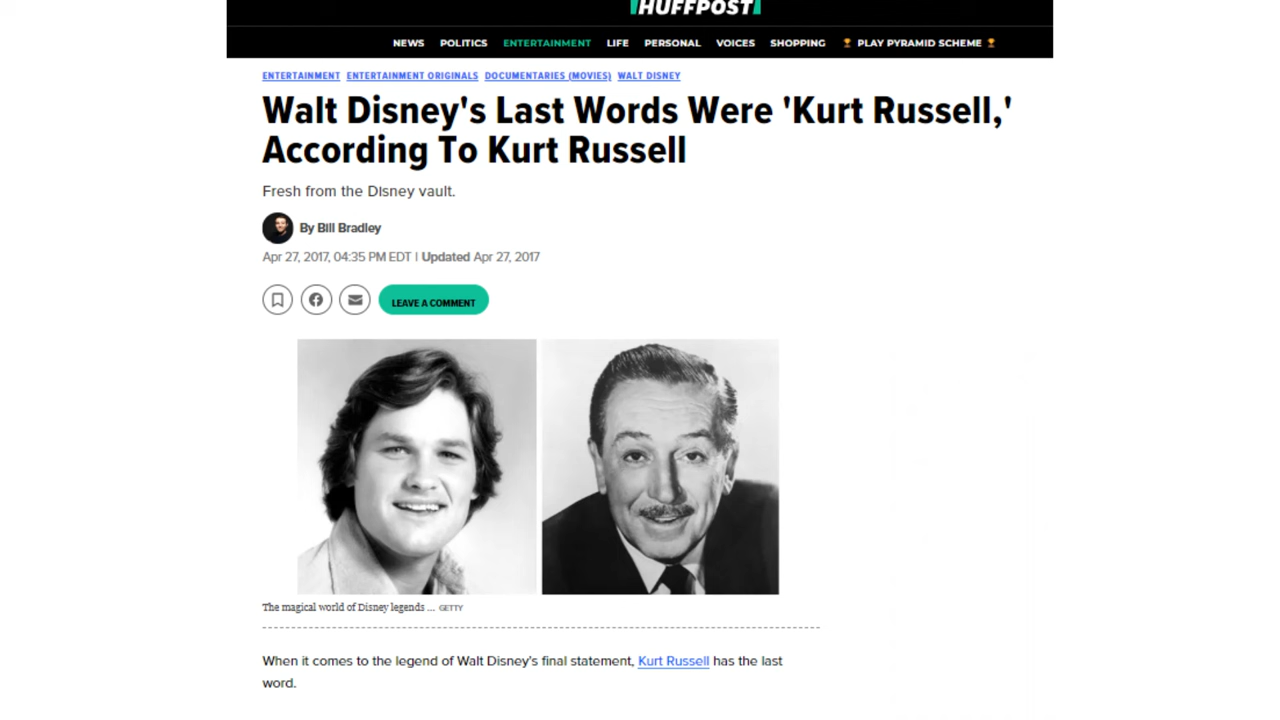 HUFFPOST
NEWS POLITICS ENTERTAINMENT LIFE PERSONAL VOICES SHOPPING 🏆 PLAY PYRAMID SCHEME 🏆
ENTERTAINMENT ENTERTAINMENT ORIGINALS DOCUMENTARIES (MOVIES) WALT DISNEY
Walt Disney's Last Words Were 'Kurt Russell,'
According To Kurt Russell
Fresh from the DIsney vault.
By Bill Bradley
Apr 27, 2017, 04:35 PM EDT | Updated Apr 27, 2017
LEAVE A COMMENT
The magical world of Disney legends ... GETTY
When it comes to the legend of Walt Disney's final statement, Kurt Russell has the last
word.